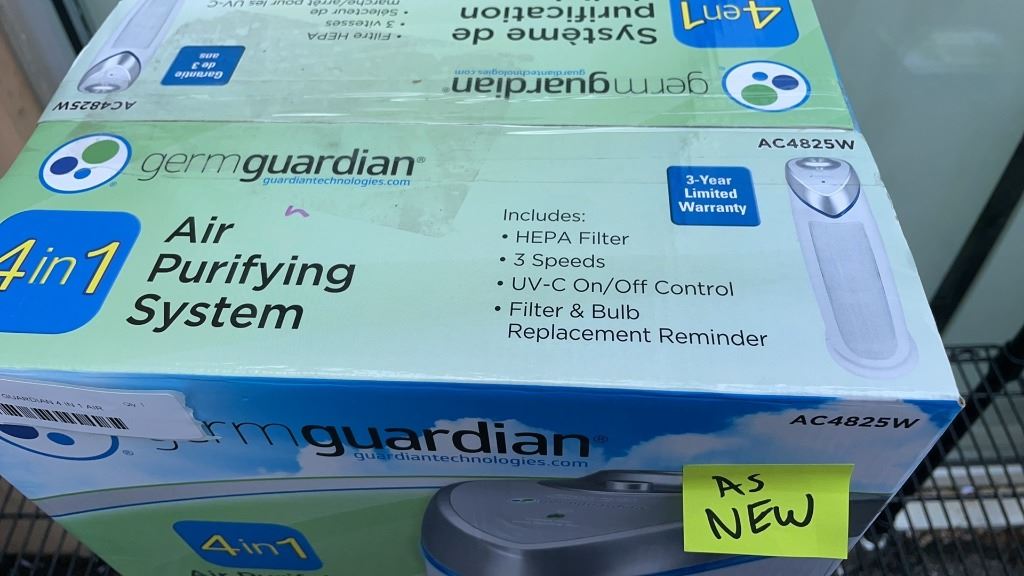 4en1
Système de
purification
• Filtre HEPA
• 3 vitesses
• Sélecteur de
marche/arrêt pour les UV-C
Garantie
de 3
ans
germguardian®
guardiantechnologies.com
AC4825W
germguardian®
guardiantechnologies.com
AC4825W
3-Year
Limited
Warranty
4in1
Air
Purifying
System
Includes:
• HEPA Filter
• 3 Speeds
• UV-C On/Off Control
• Filter & Bulb
Replacement Reminder
GUARDIAN 4 IN 1 AIR
Qty 1
germguardian®
guardiantechnologies.com
AC4825W
4in1
AS
NEW